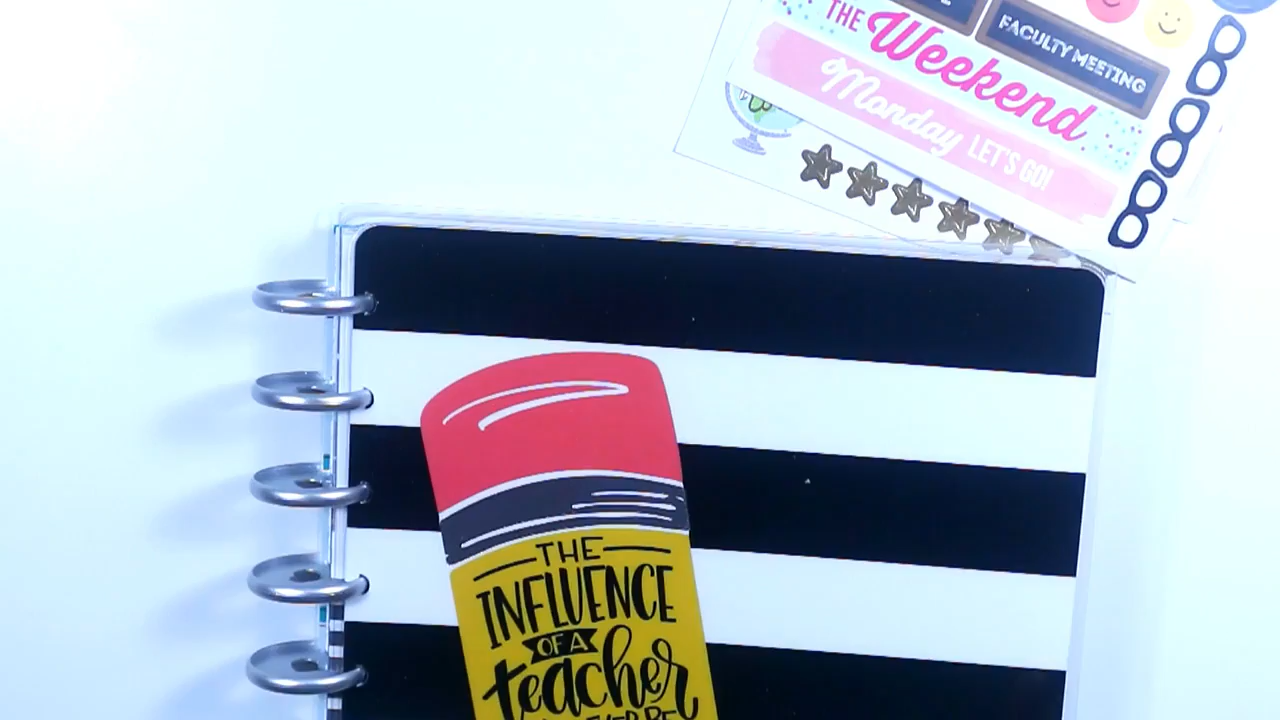 FACULTY MEETING
THE Weekend
Monday LET'S GO!
THE
INFLUENCE
OF A
teacher